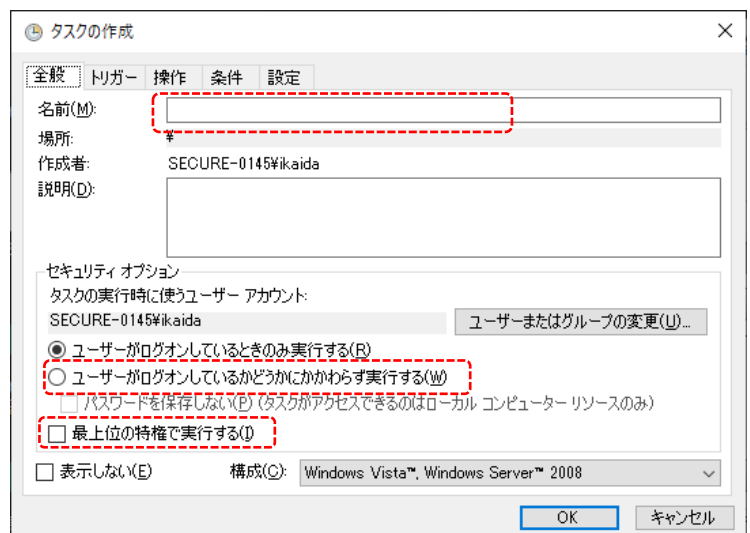 タスクの作成
全般 トリガー 操作 条件 設定
名前(M):
場所: ¥
作成者: SECURE-0145¥ikaida
説明(D):
セキュリティ オプション
タスクの実行時に使うユーザー アカウント:
SECURE-0145¥ikaida ユーザーまたはグループの変更(U)...
ユーザーがログオンしているときのみ実行する(R)
ユーザーがログオンしているかどうかにかかわらず実行する(W)
パスワードを保存しない(P) (タスクがアクセスできるのはローカル コンピューター リソースのみ)
最上位の特権で実行する(I)
表示しない(E) 構成(C): Windows Vista™, Windows Server™ 2008
OK キャンセル